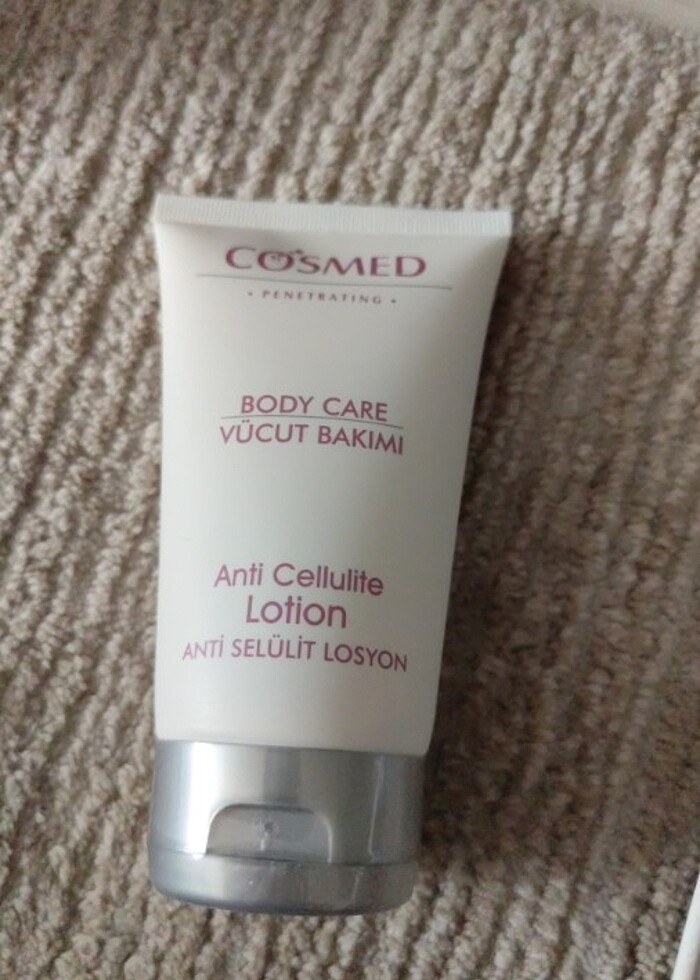 COSMED
• PENETRATING •
BODY CARE
VÜCUT BAKIMI
Anti Cellulite
Lotion
ANTİ SELÜLİT LOSYON